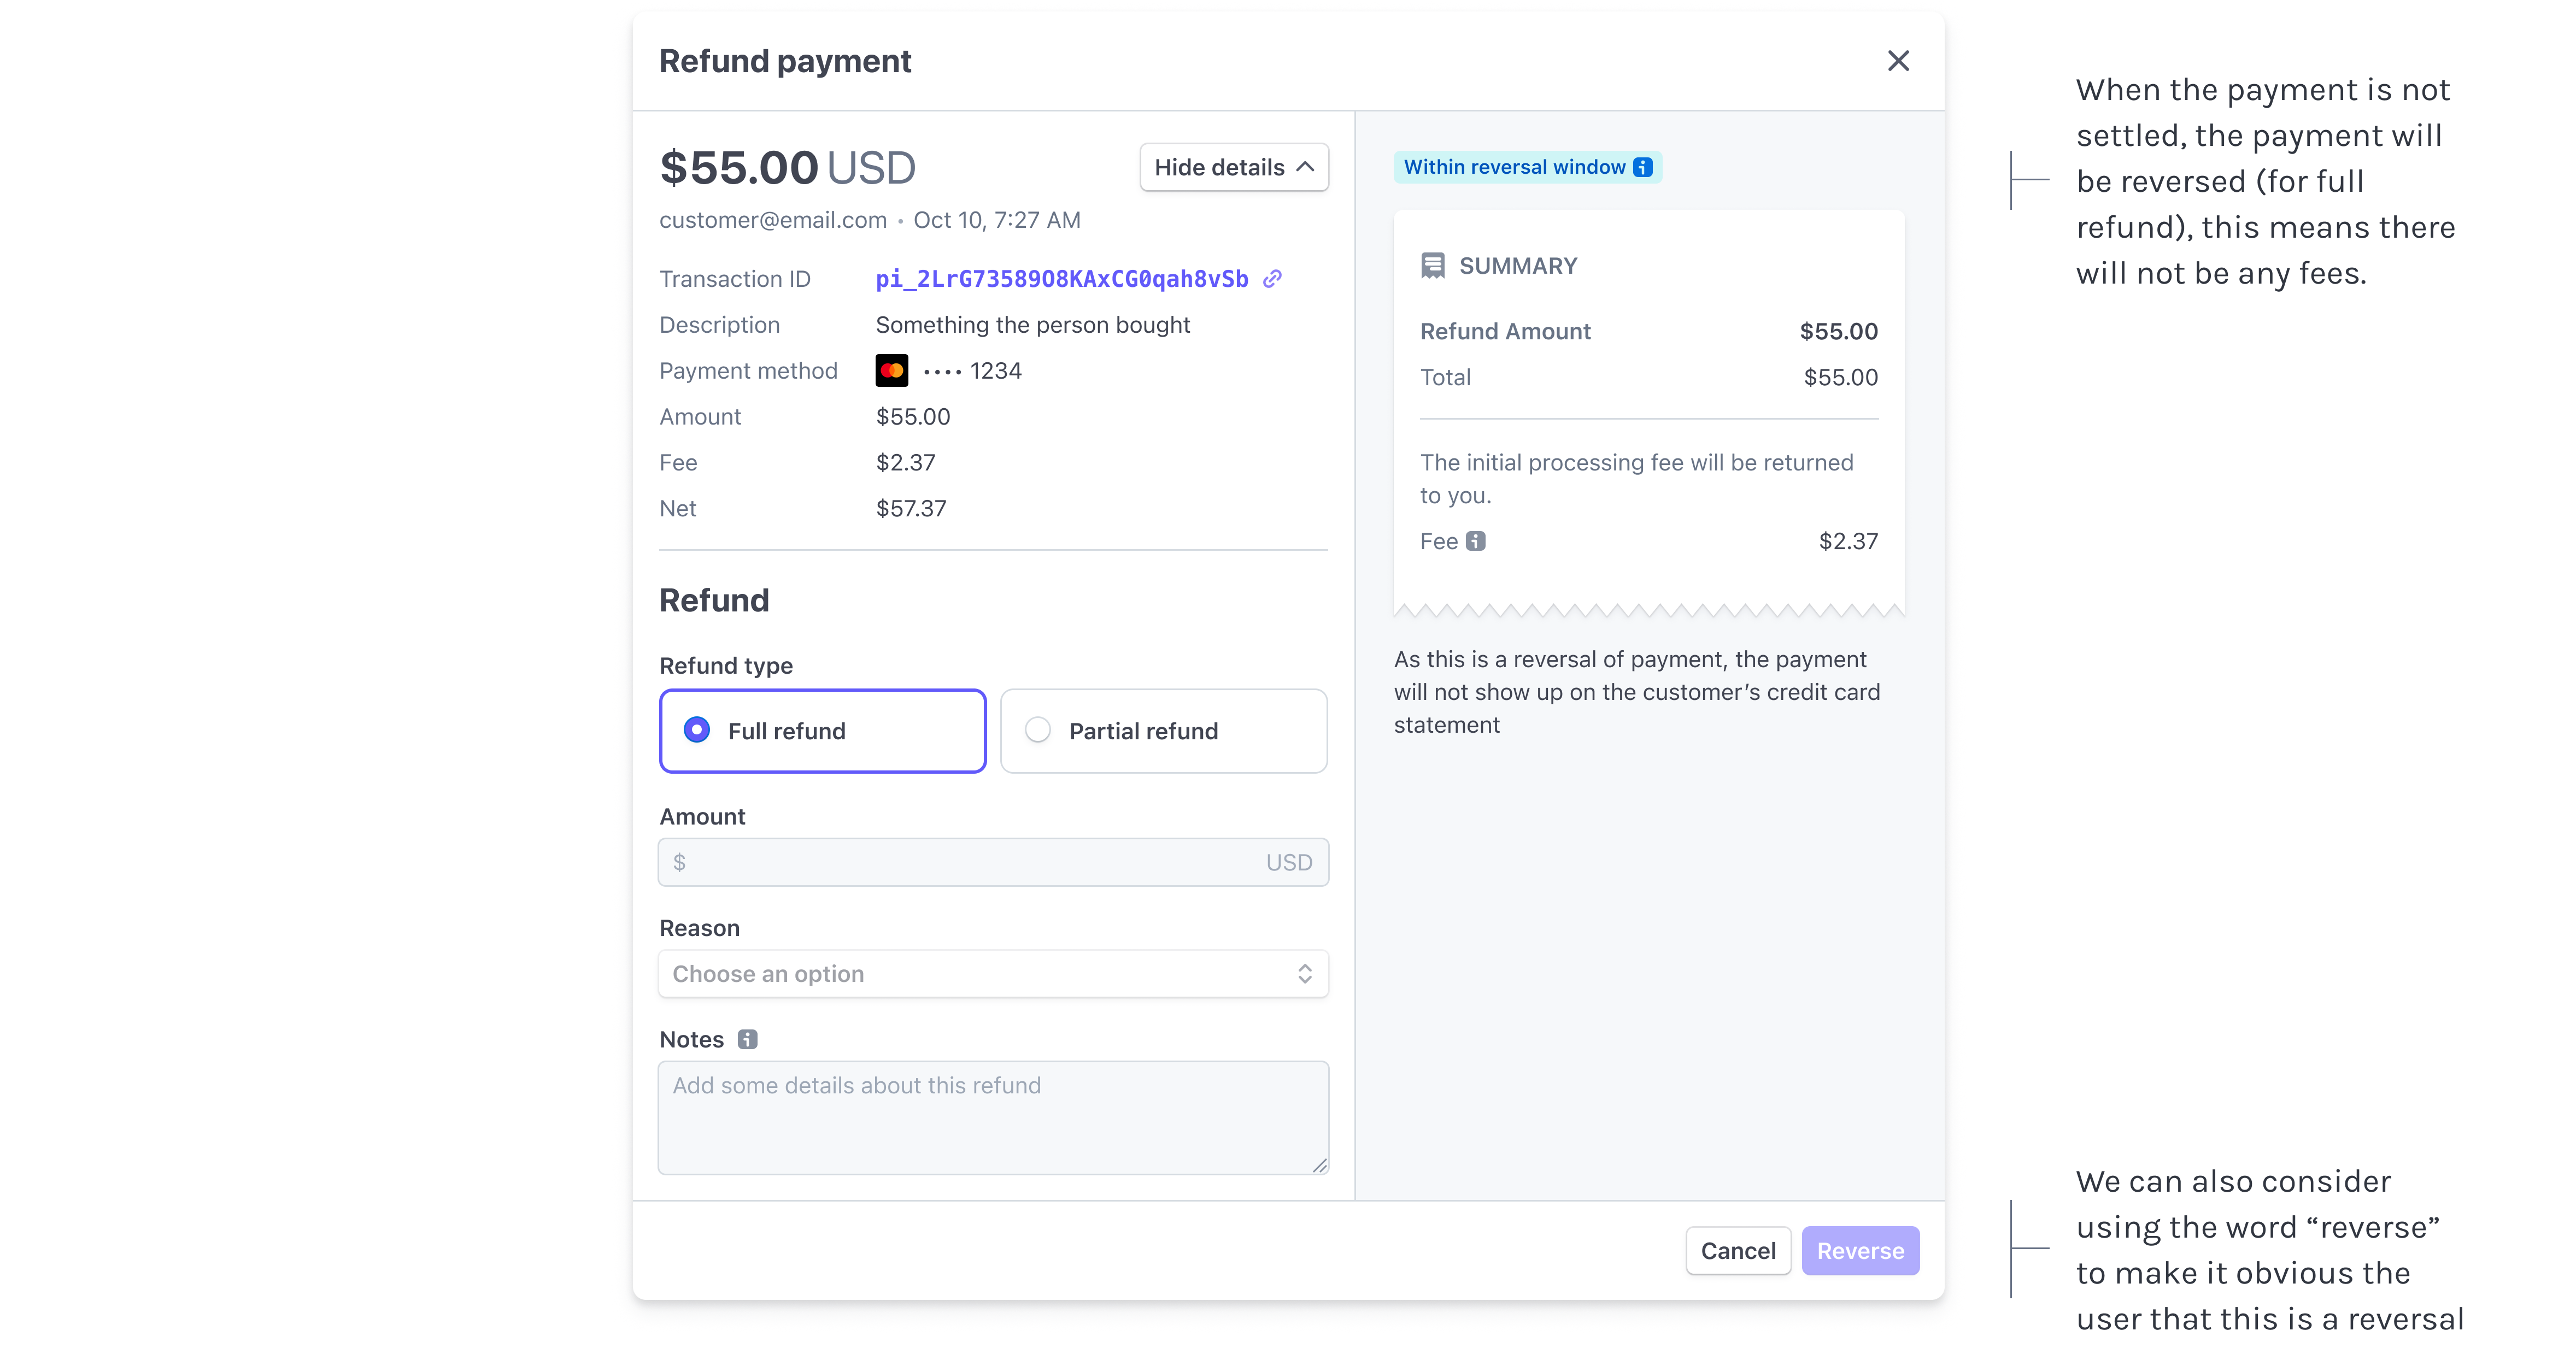 Refund payment
$55.00 USD
Hide details
customer@email.com • Oct 10, 7:27 AM
Transaction ID pi_2LrG7358908KAxCG0qah8vSb
Description Something the person bought
Payment method •••• 1234
Amount $55.00
Fee $2.37
Net $57.37
Refund
Refund type
Full refund
Partial refund
Amount
$ USD
Reason
Choose an option
Notes
Add some details about this refund
Within reversal window
SUMMARY
Refund Amount $55.00
Total $55.00
The initial processing fee will be returned
to you.
Fee $2.37
As this is a reversal of payment, the payment
will not show up on the customer’s credit card
statement
Cancel
Reverse
When the payment is not
settled, the payment will
be reversed (for full
refund), this means there
will not be any fees.
We can also consider
using the word “reverse”
to make it obvious the
user that this is a reversal